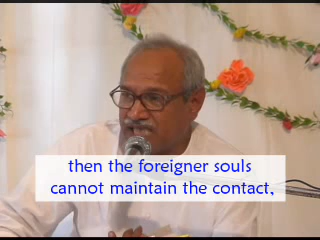 then the foreigner souls
cannot maintain the contact,